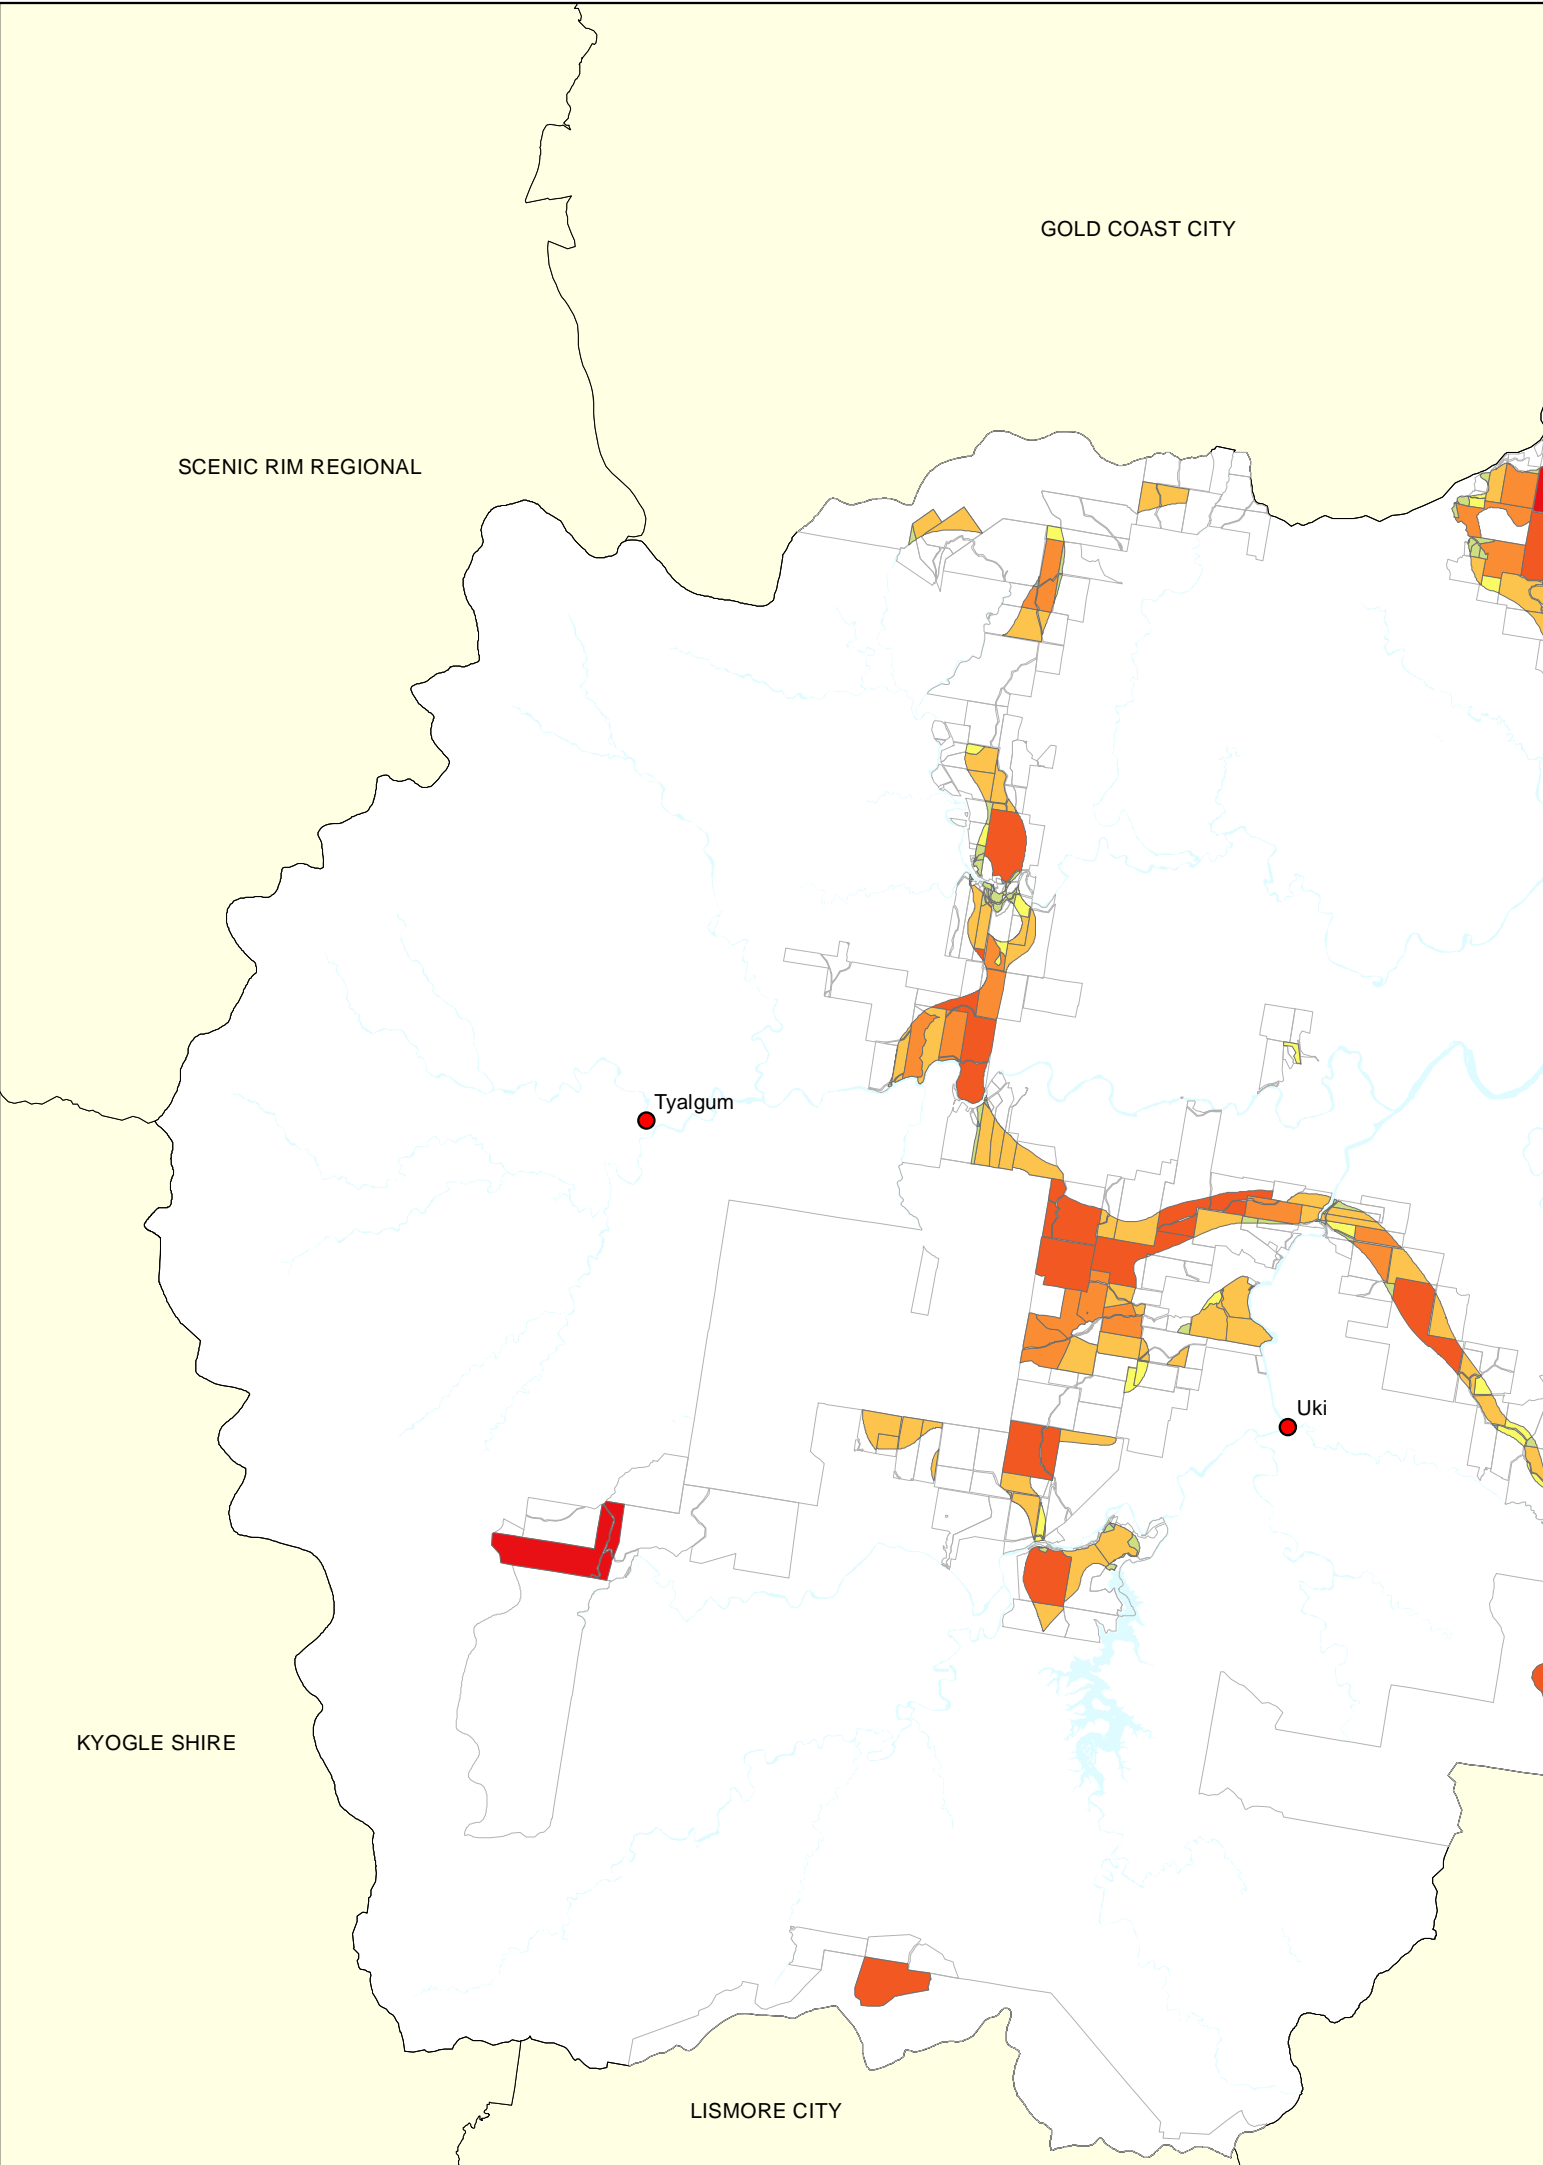 GOLD COAST CITY
SCENIC RIM REGIONAL
Tyalgum
Uki
KYOGLE SHIRE
LISMORE CITY